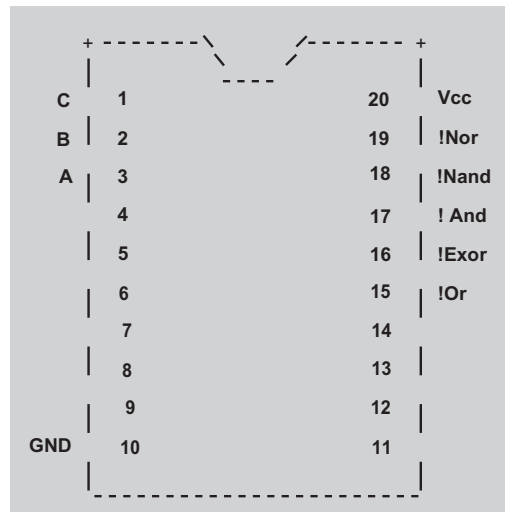 C 1 20 Vcc
B 2 19 !Nor
A 3 18 !Nand
4 17 ! And
5 16 !Exor
6 15 !Or
7 14
8 13
9 12
GND 10 11